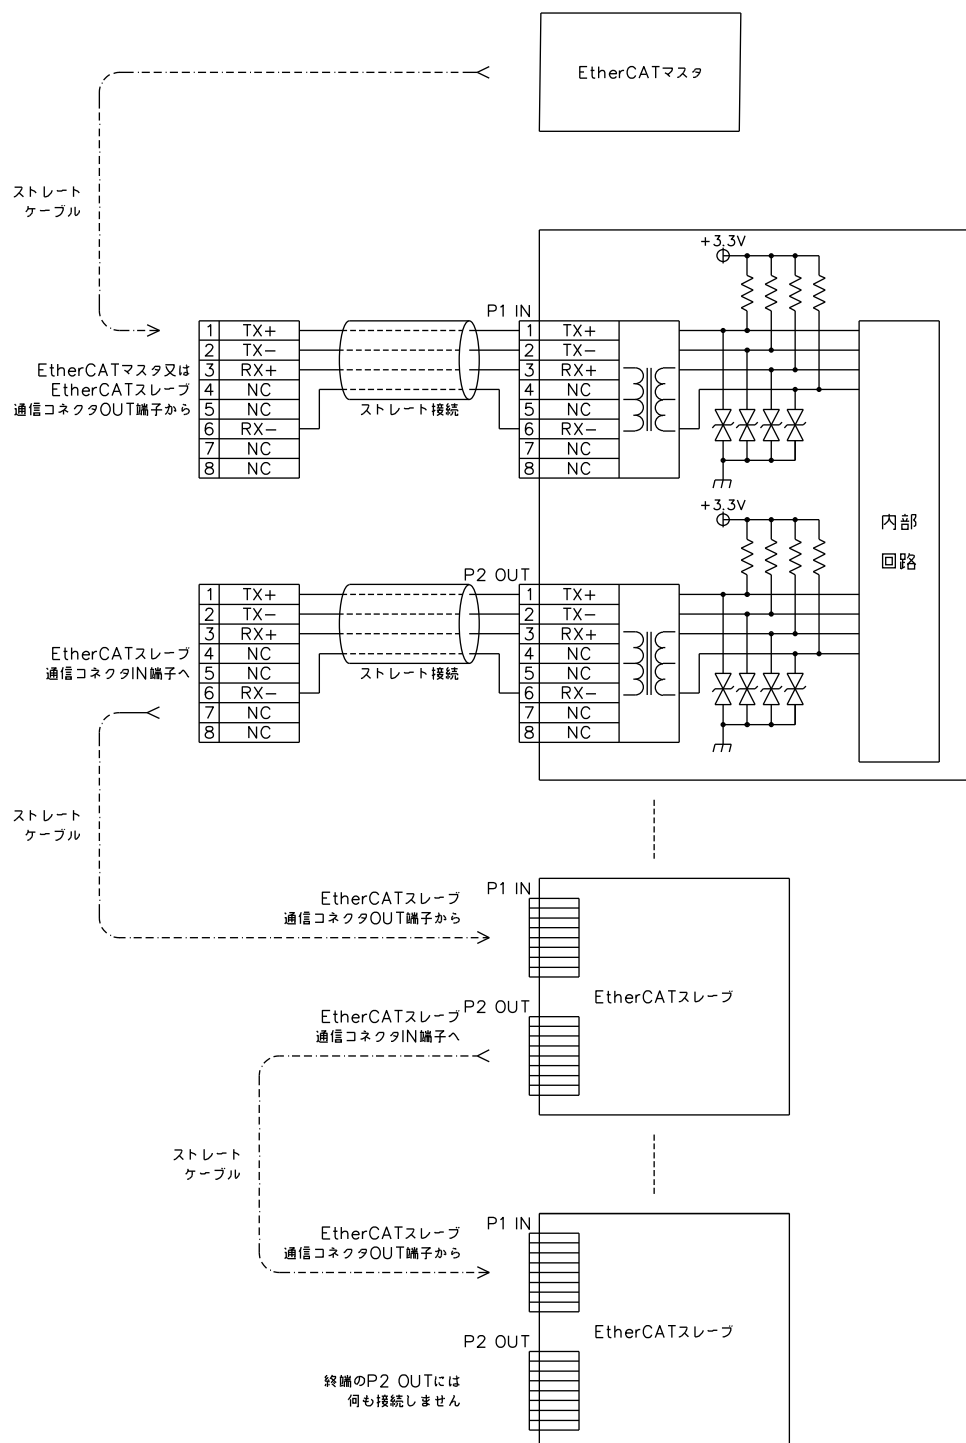 EtherCATマスタ
ストレート
ケーブル
+3.3V
P1 IN
1 TX+
2 TX−
3 RX+
4 NC
5 NC
6 RX−
7 NC
8 NC
EtherCATマスタ又は
EtherCATスレーブ
通信コネクタOUT端子から
ストレート接続
1 TX+
2 TX−
3 RX+
4 NC
5 NC
6 RX−
7 NC
8 NC
+3.3V
内部
回路
P2 OUT
1 TX+
2 TX−
3 RX+
4 NC
5 NC
6 RX−
7 NC
8 NC
EtherCATスレーブ
通信コネクタIN端子へ
ストレート接続
1 TX+
2 TX−
3 RX+
4 NC
5 NC
6 RX−
7 NC
8 NC
ストレート
ケーブル
P1 IN
EtherCATスレーブ
通信コネクタOUT端子から
EtherCATスレーブ
P2 OUT
EtherCATスレーブ
通信コネクタIN端子へ
ストレート
ケーブル
P1 IN
EtherCATスレーブ
通信コネクタOUT端子から
EtherCATスレーブ
P2 OUT
終端のP2 OUTには
何も接続しません